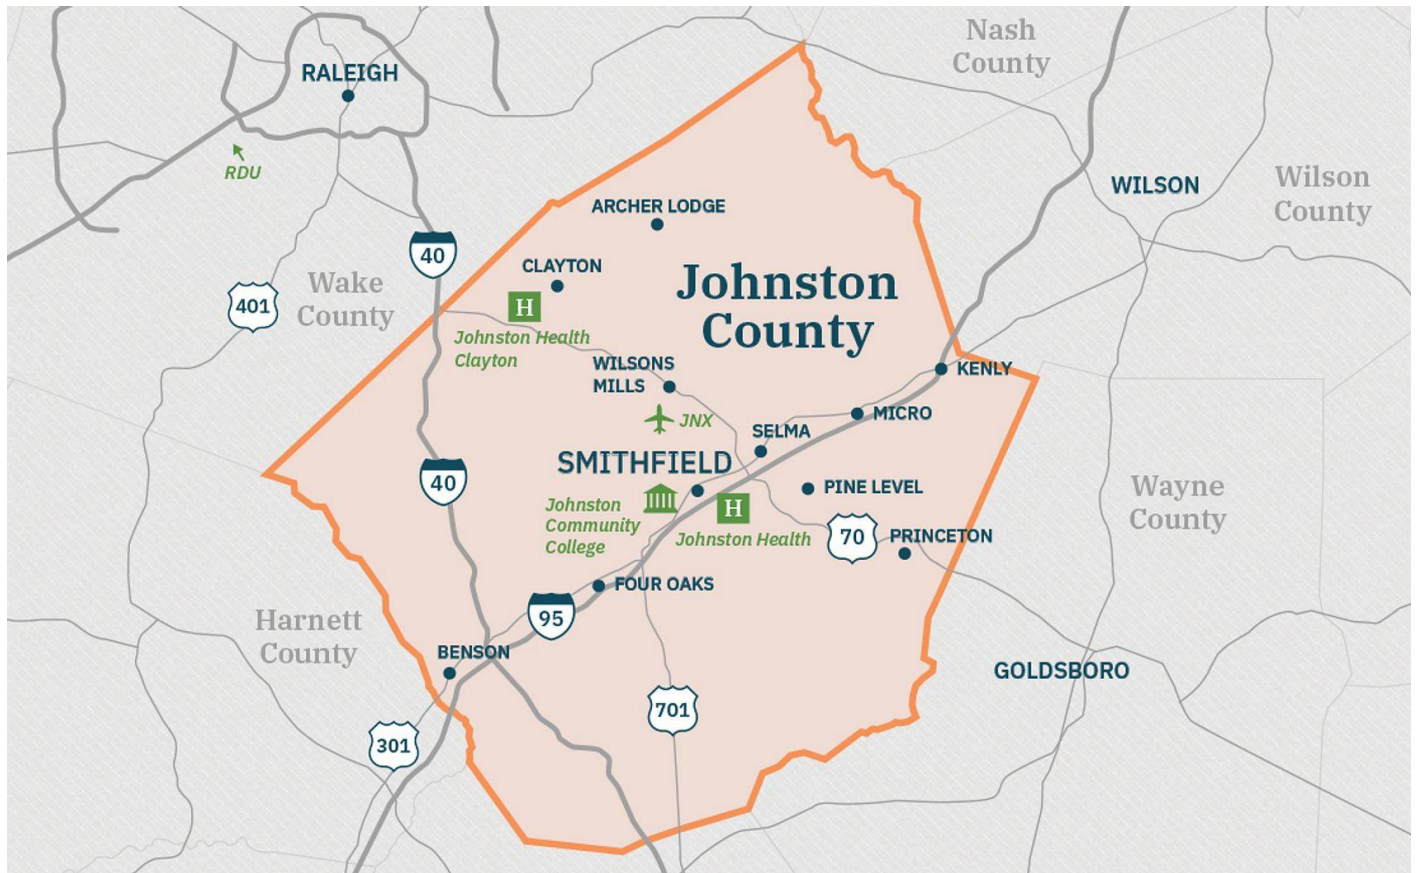 Nash
County
RALEIGH
RDU
WILSON
Wilson
County
ARCHER LODGE
40
CLAYTON
Johnston
County
Wake
County
401
H
Johnston Health
Clayton
WILSONS
MILLS
KENLY
JNX
MICRO
SELMA
SMITHFIELD
40
PINE LEVEL
Wayne
County
Johnston
Community
College
H
Johnston Health
70
PRINCETON
FOUR OAKS
95
Harnett
County
BENSON
GOLDSBORO
701
301